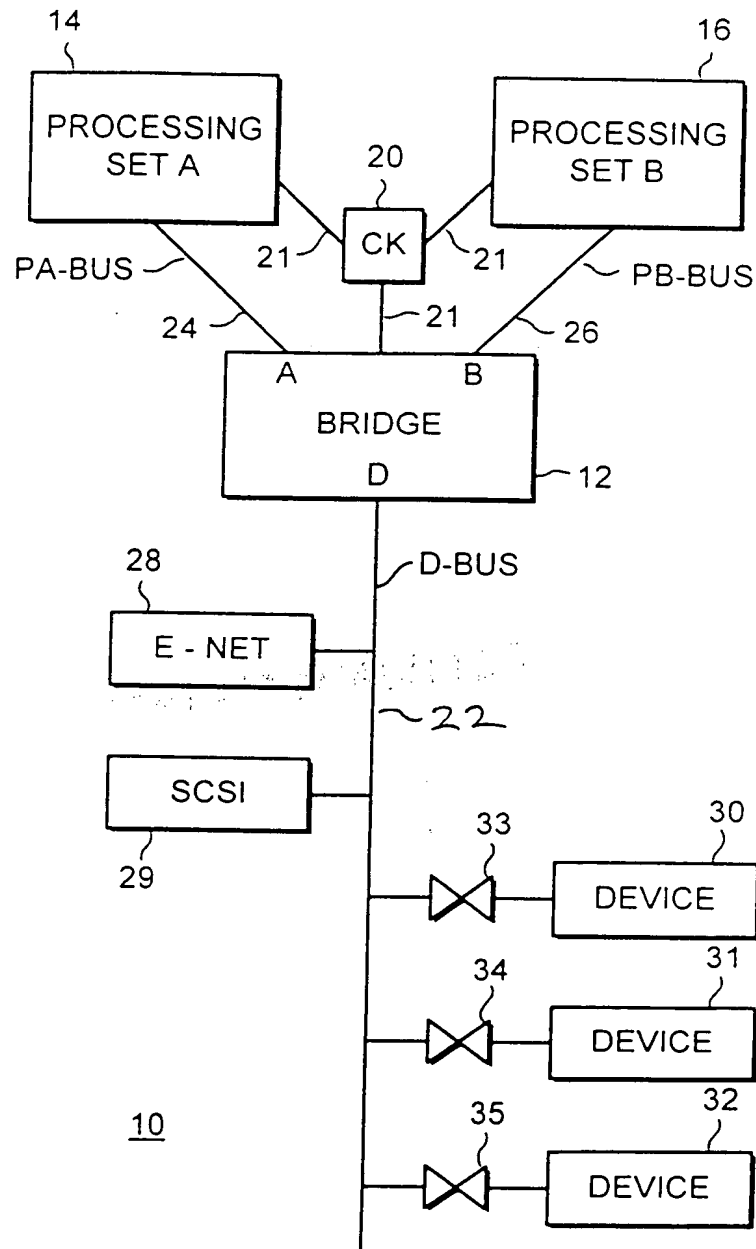 14
16
PROCESSING
SET A
PROCESSING
SET B
20
CK
21
21
PA-BUS
PB-BUS
21
24
26
A
B
BRIDGE
D
12
D-BUS
28
E - NET
22
SCSI
29
33
30
DEVICE
34
31
DEVICE
10
35
32
DEVICE